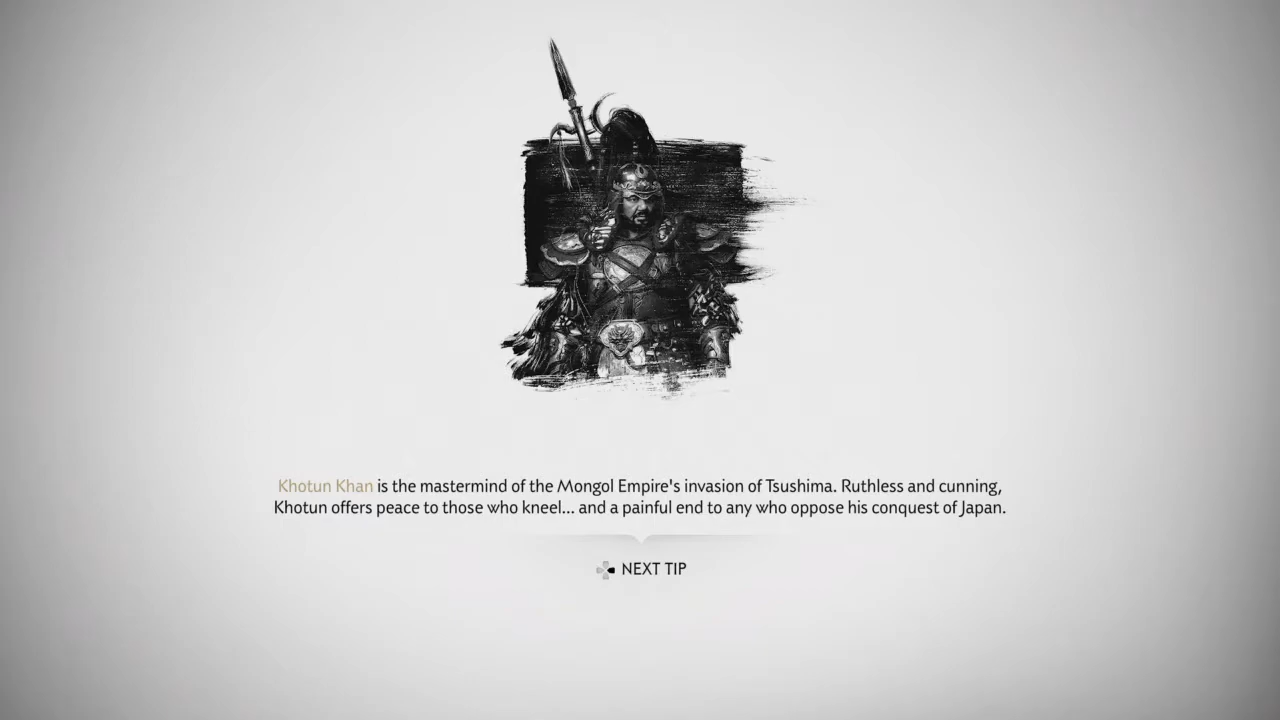 Khotun Khan is the mastermind of the Mongol Empire's invasion of Tsushima. Ruthless and cunning,
Khotun offers peace to those who kneel... and a painful end to any who oppose his conquest of Japan.
NEXT TIP